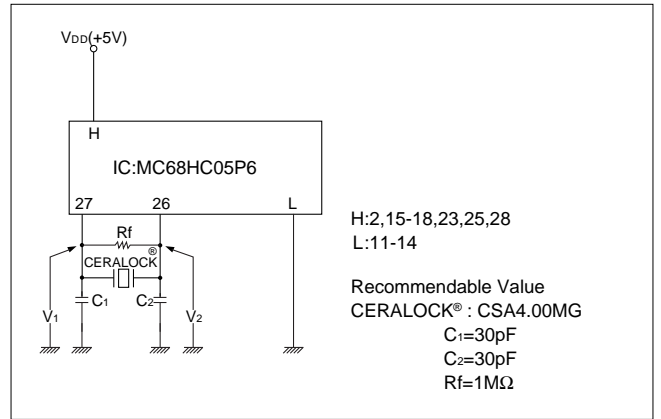 VDD(+5V)
H
IC:MC68HC05P6
27 26 L
Rf
CERALOCK®
C1 C2
V1 V2
H:2,15-18,23,25,28
L:11-14
Recommendable Value
CERALOCK® : CSA4.00MG
C1=30pF
C2=30pF
Rf=1MΩ